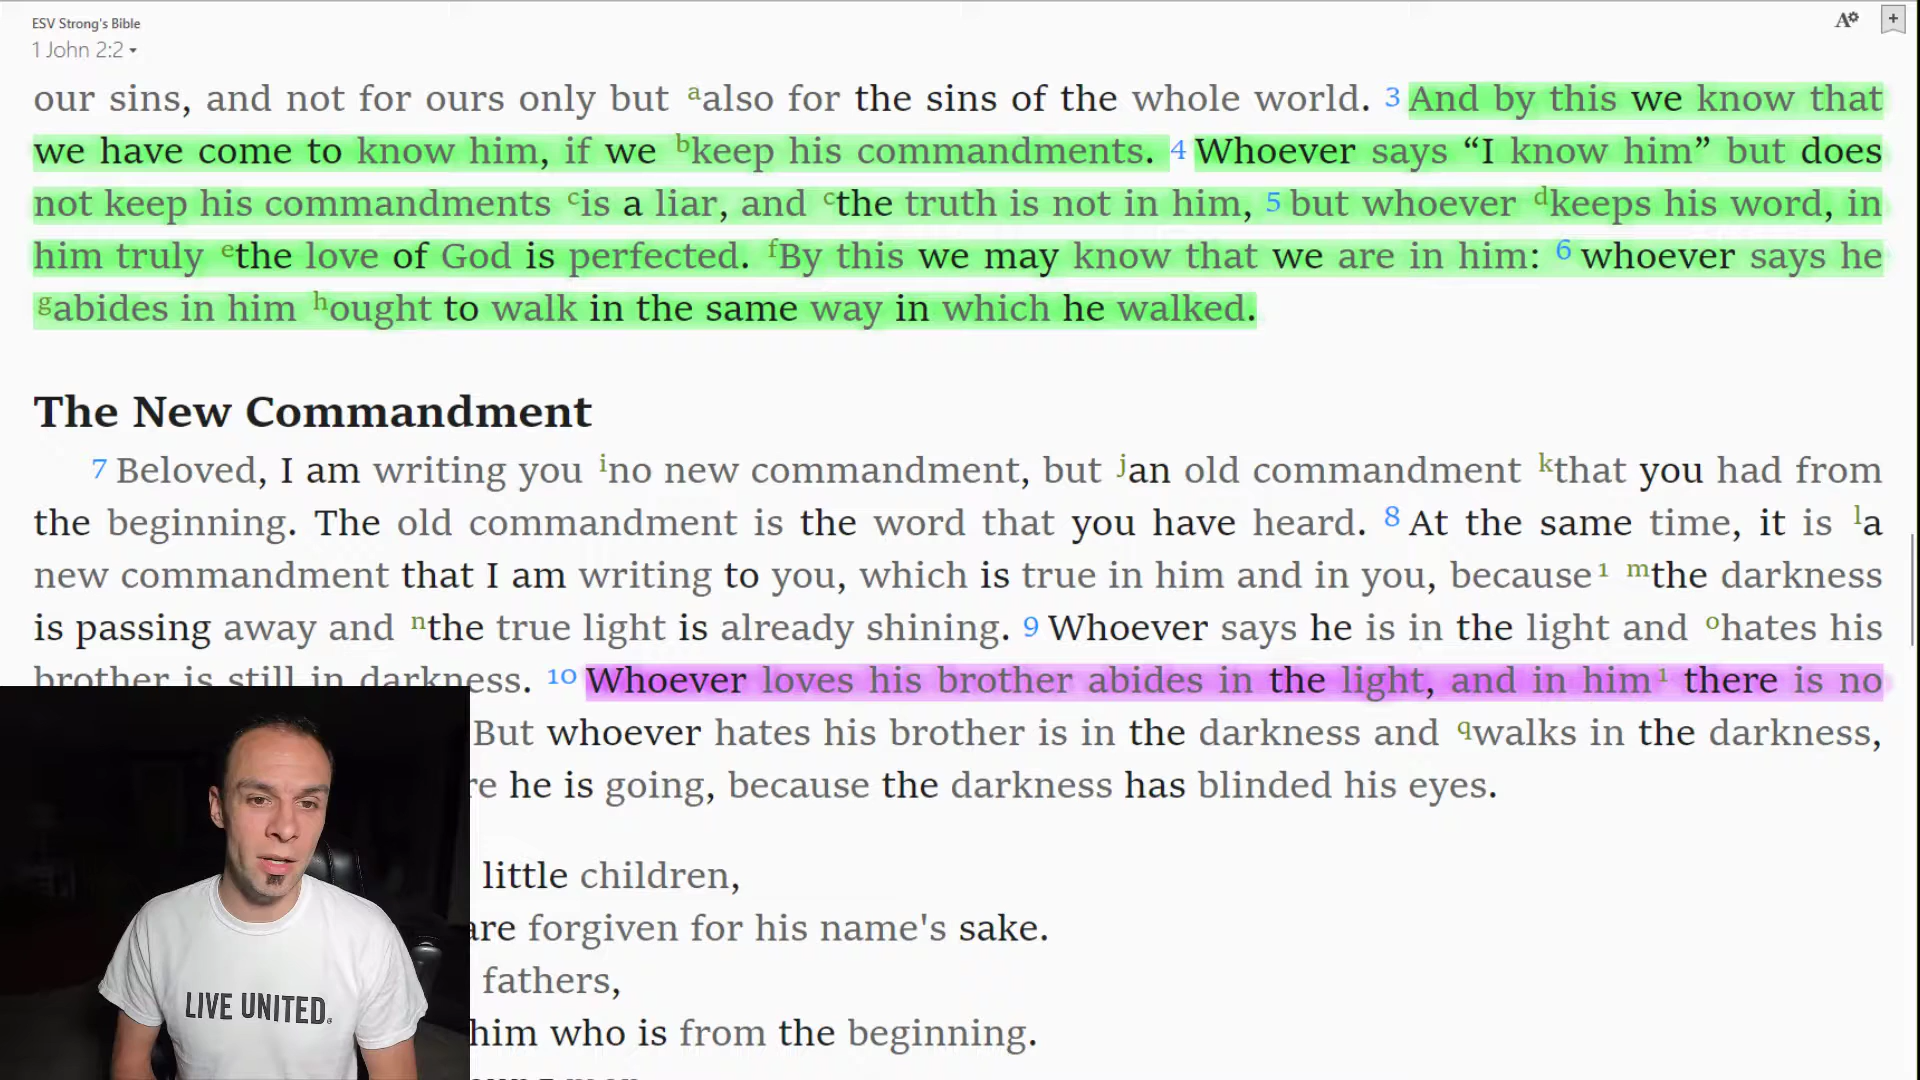 ESV Strong's Bible
1 John 2:2
our sins, and not for ours only but aalso for the sins of the whole world. 3 And by this we know that
we have come to know him, if we bkeep his commandments. 4 Whoever says “I know him” but does
not keep his commandments cis a liar, and cthe truth is not in him, 5 but whoever dkeeps his word, in
him truly ethe love of God is perfected. fBy this we may know that we are in him: 6 whoever says he
gabides in him hought to walk in the same way in which he walked.
The New Commandment
7 Beloved, I am writing you ino new commandment, but jan old commandment kthat you had from
the beginning. The old commandment is the word that you have heard. 8 At the same time, it is la
new commandment that I am writing to you, which is true in him and in you, because1 mthe darkness
is passing away and nthe true light is already shining. 9 Whoever says he is in the light and ohates his
brother is still in darkness. 10 Whoever loves his brother abides in the light, and in him1 there is no
But whoever hates his brother is in the darkness and qwalks in the darkness,
re he is going, because the darkness has blinded his eyes.
little children,
are forgiven for his name's sake.
fathers,
him who is from the beginning.
LIVE UNITED